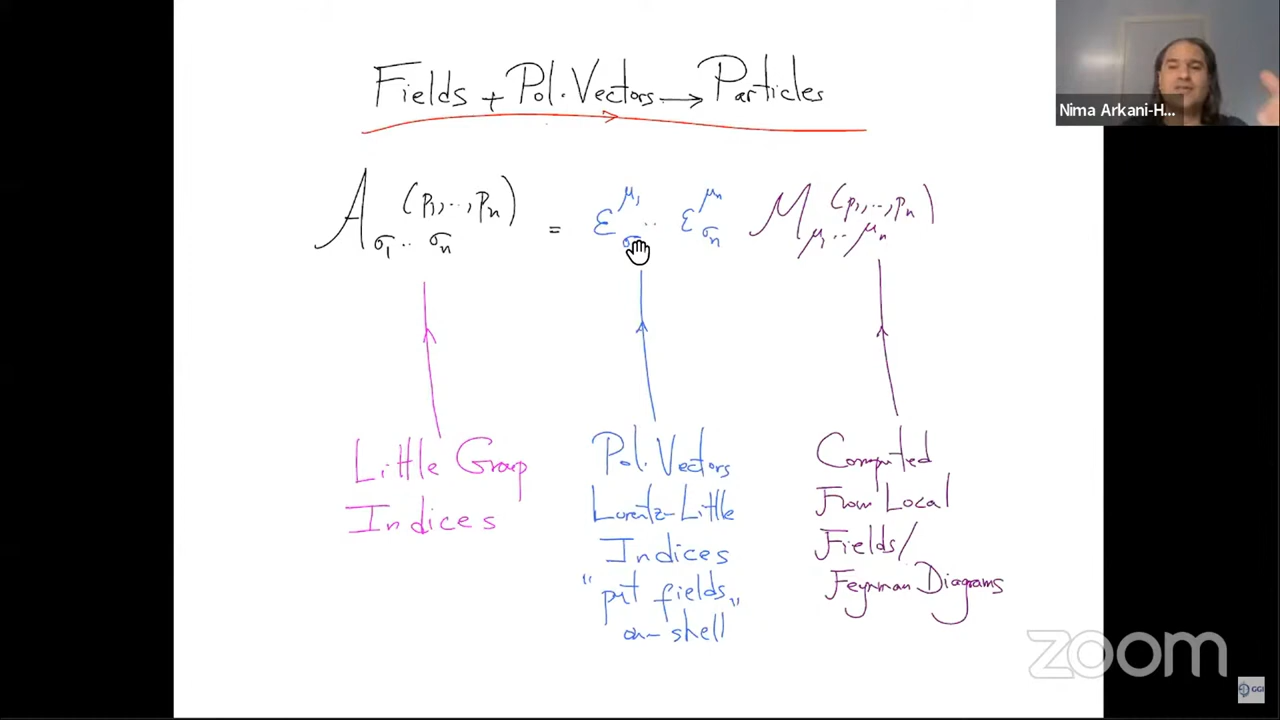 Fields + Pol. Vectors → Particles
Nima Arkani-H...
A σ₁ ·· σₙ (p₁, ··, pₙ) = ε^μ₁ σ ·· ε^μₙ σₙ M μ₁ ·· μₙ (p₁, ··, pₙ)
Little Group
Indices
Pol. Vectors
Lorentz-Little
Indices
"put fields"
on-shell
Computed
From Local
Fields/
Feynman Diagrams
zoom
GGI